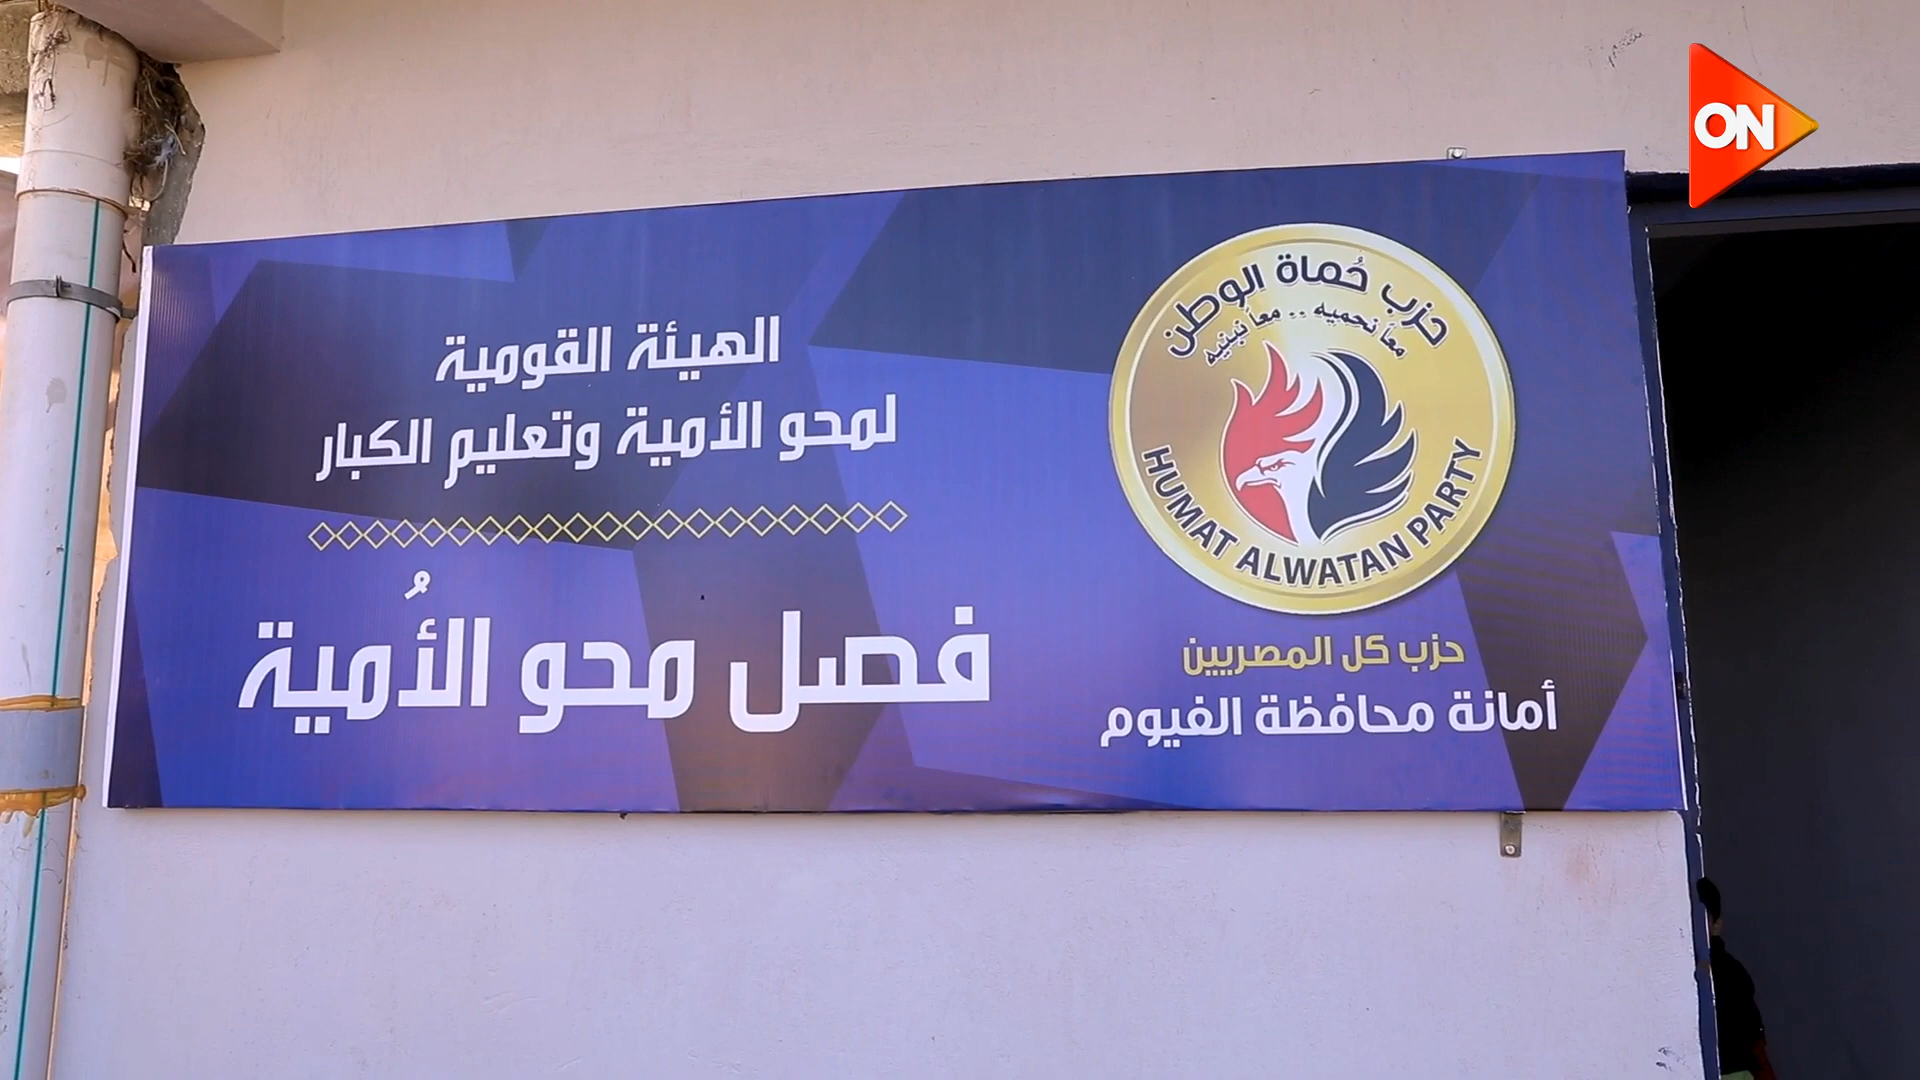 ON
حزب حُماة الوطن
معاً نحميه .. معاً نبنيه
HUMAT ALWATAN PARTY
حزب كل المصريين
أمانة محافظة الفيوم
الهيئة القومية
لمحو الأمية وتعليم الكبار
فصل محو الأُمية